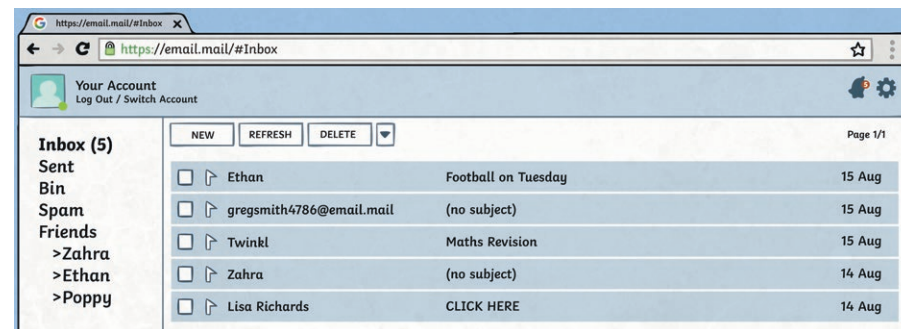 https://email.mail/#Inbox
https://email.mail/#Inbox
Your Account
Log Out / Switch Account
5
Inbox (5)
Sent
Bin
Spam
Friends
>Zahra
>Ethan
>Poppy
NEW REFRESH DELETE Page 1/1
Ethan Football on Tuesday 15 Aug
gregsmith4786@email.mail (no subject) 15 Aug
Twinkl Maths Revision 15 Aug
Zahra (no subject) 14 Aug
Lisa Richards CLICK HERE 14 Aug